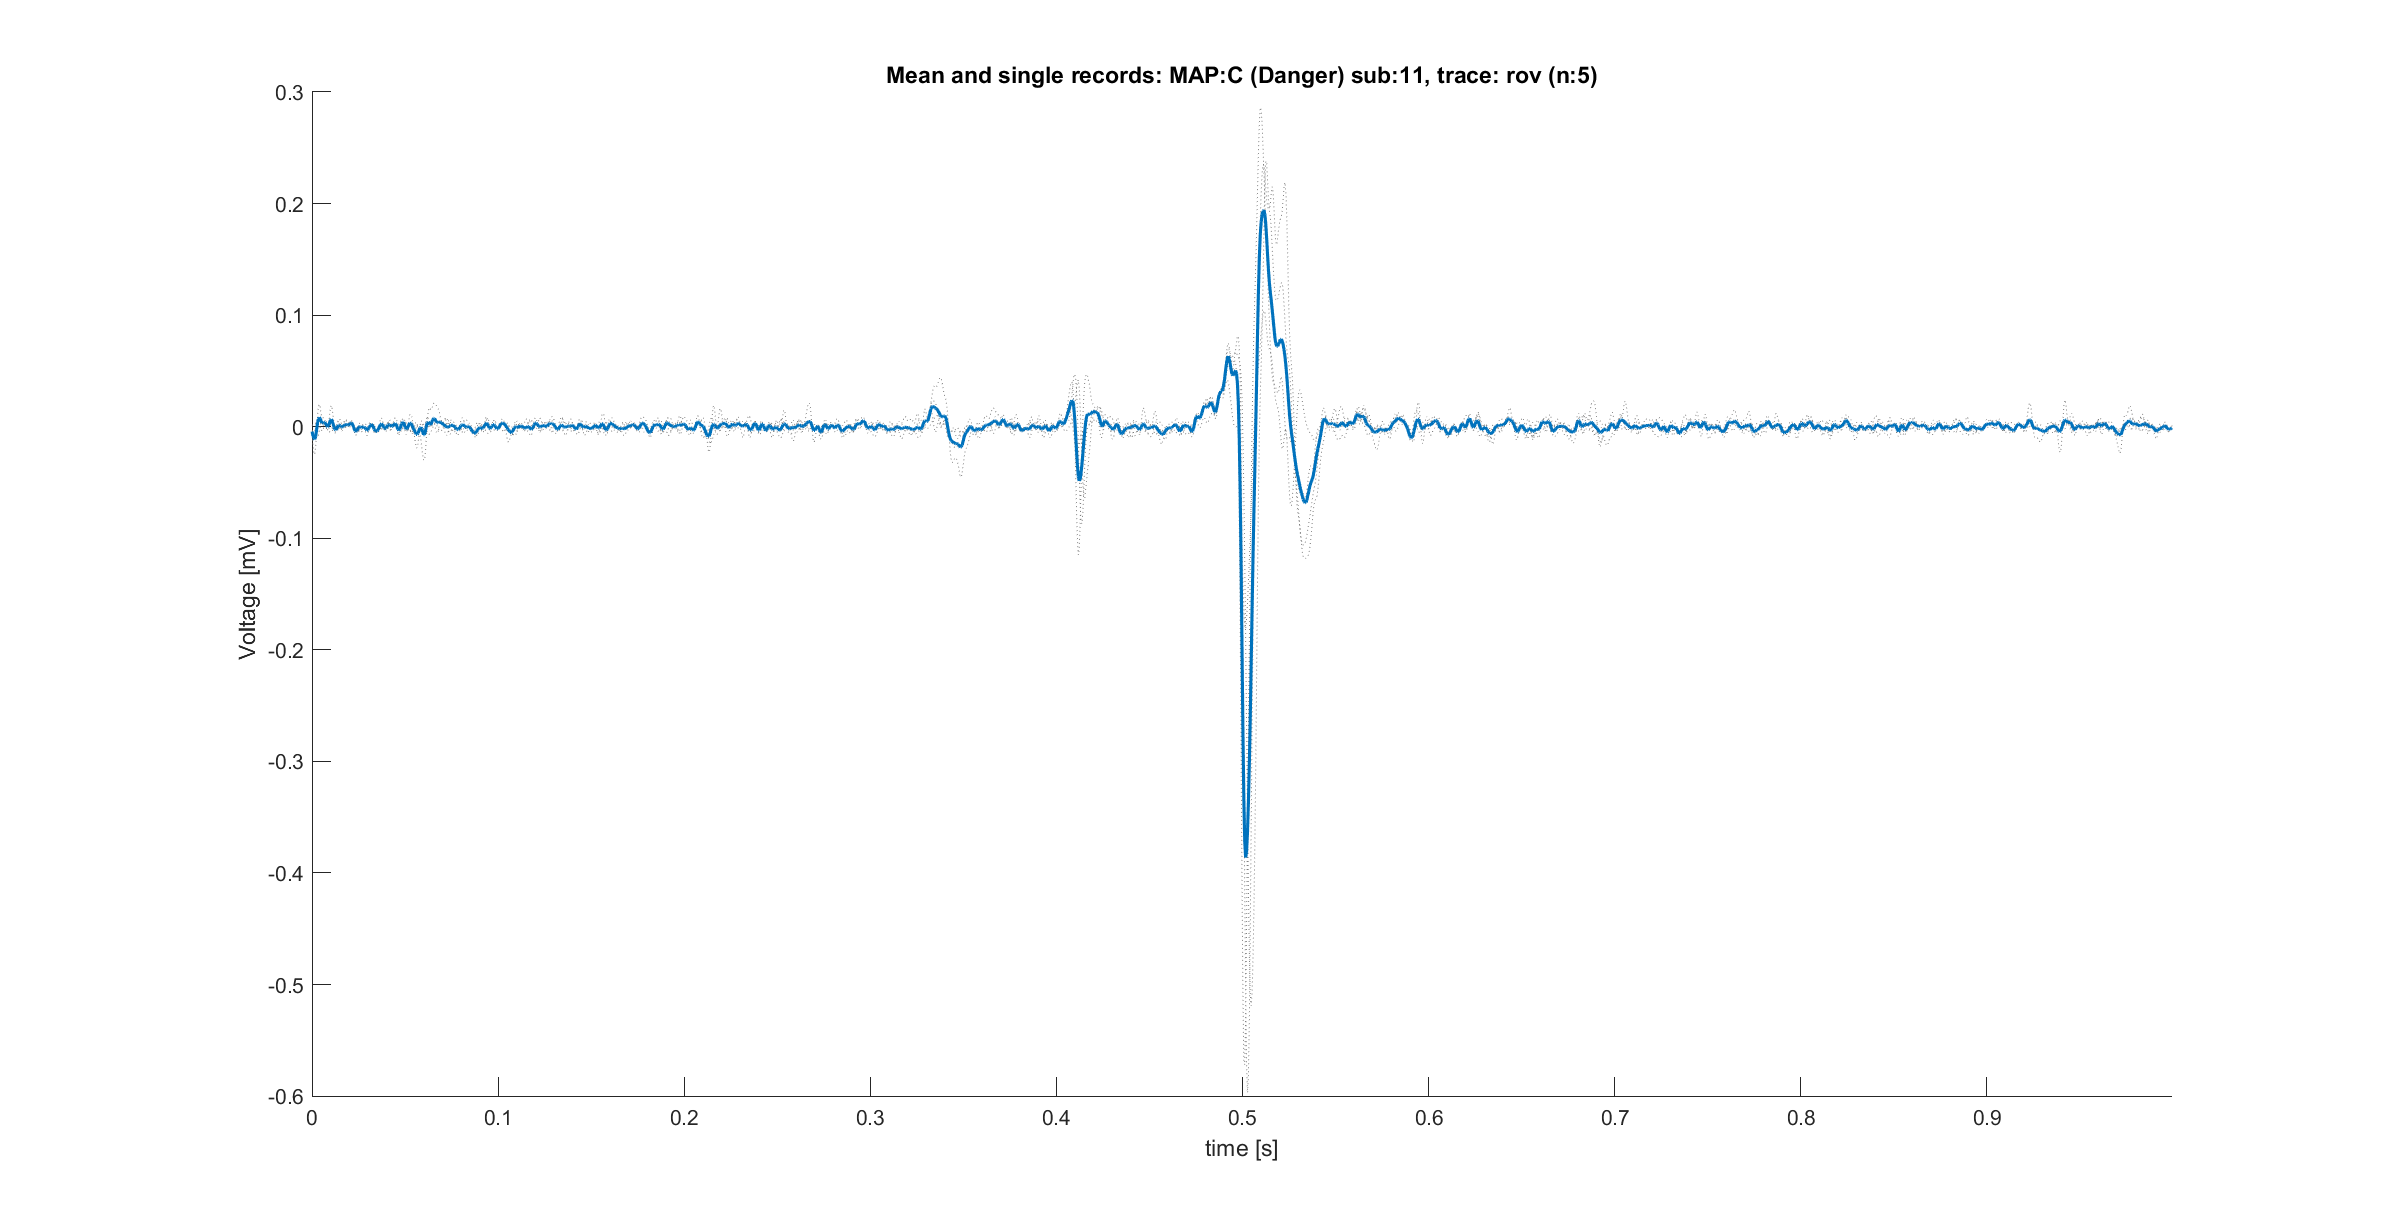 Mean and single records: MAP:C (Danger) sub:11, trace: rov (n:5)
0.3
0.2
0.1
0
-0.1
-0.2
-0.3
-0.4
-0.5
-0.6
Voltage [mV]
0 0.1 0.2 0.3 0.4 0.5 0.6 0.7 0.8 0.9
time [s]